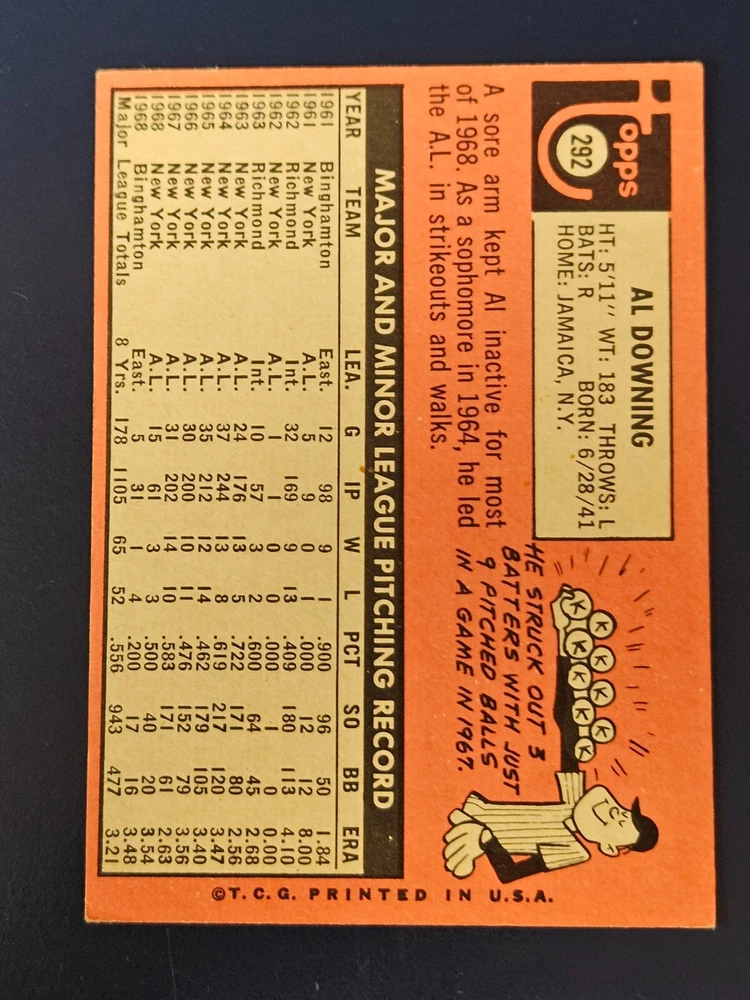 Topps
292
AL DOWNING
HT: 5'11" WT: 183 THROWS: L
BATS: R BORN: 6/28/41
HOME: JAMAICA, N.Y.
A sore arm kept Al inactive for most
of 1968. As a sophomore in 1964, he led
the A.L. in strikeouts and walks.
HE STRUCK OUT 3
BATTERS WITH JUST
9 PITCHED BALLS
IN A GAME IN 1967.
K K K K K K K K K
MAJOR AND MINOR LEAGUE PITCHING RECORD
YEAR TEAM LEA. G IP W L PCT SO BB ERA
1961 Binghamton East. 12 98 9 1 .900 96 50 1.84
1961 New York A.L. 5 9 0 1 .000 12 12 8.00
1962 Richmond Int. 32 169 9 13 .409 180 113 4.10
1962 New York A.L. 1 1 0 0 .000 1 0 0.00
1963 Richmond Int. 10 57 3 2 .600 64 45 2.68
1963 New York A.L. 24 176 13 5 .722 171 80 2.56
1964 New York A.L. 37 244 13 8 .619 217 120 3.47
1965 New York A.L. 35 212 12 14 .462 179 105 3.40
1966 New York A.L. 30 200 10 11 .476 152 79 3.56
1967 New York A.L. 31 202 14 10 .583 171 61 2.63
1968 New York A.L. 15 61 3 3 .500 40 20 3.54
1968 Binghamton East. 5 31 1 4 .200 17 16 3.48
Major League Totals 8 Yrs. 178 1105 65 52 .556 943 477 3.21
©T.C.G. PRINTED IN U.S.A.